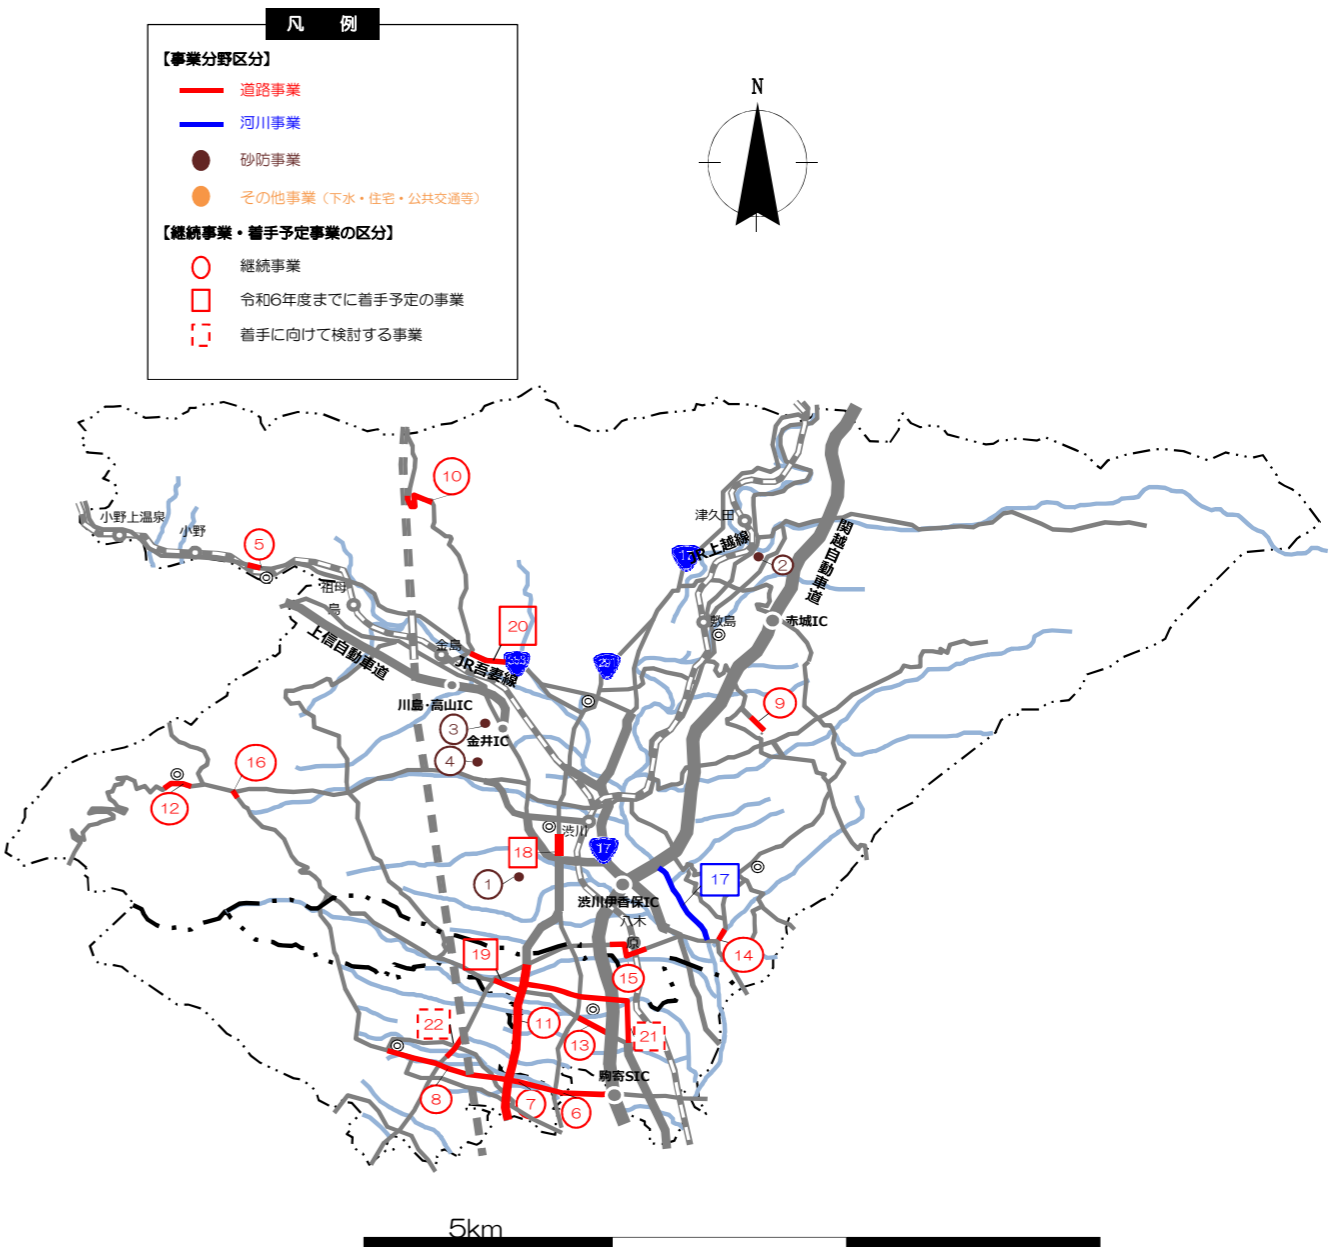 凡 例
【事業分野区分】
道路事業
河川事業
砂防事業
その他事業（下水・住宅・公共交通等）
【継続事業・着手予定事業の区分】
継続事業
令和6年度までに着手予定の事業
着手に向けて検討する事業
N
10
小野上温泉
小野
5
津久田
17
JR上越線
2
関越自動車道
祖母
島
20
敷島
赤城IC
上信自動車道
金島
JR吾妻線
353
291
川島・高山IC
9
3
金井IC
4
16
12
渋川
18
17
1
17
渋川伊香保IC
八木
19
15
14
22
11
13
21
駒寄SIC
8
7
6
5km